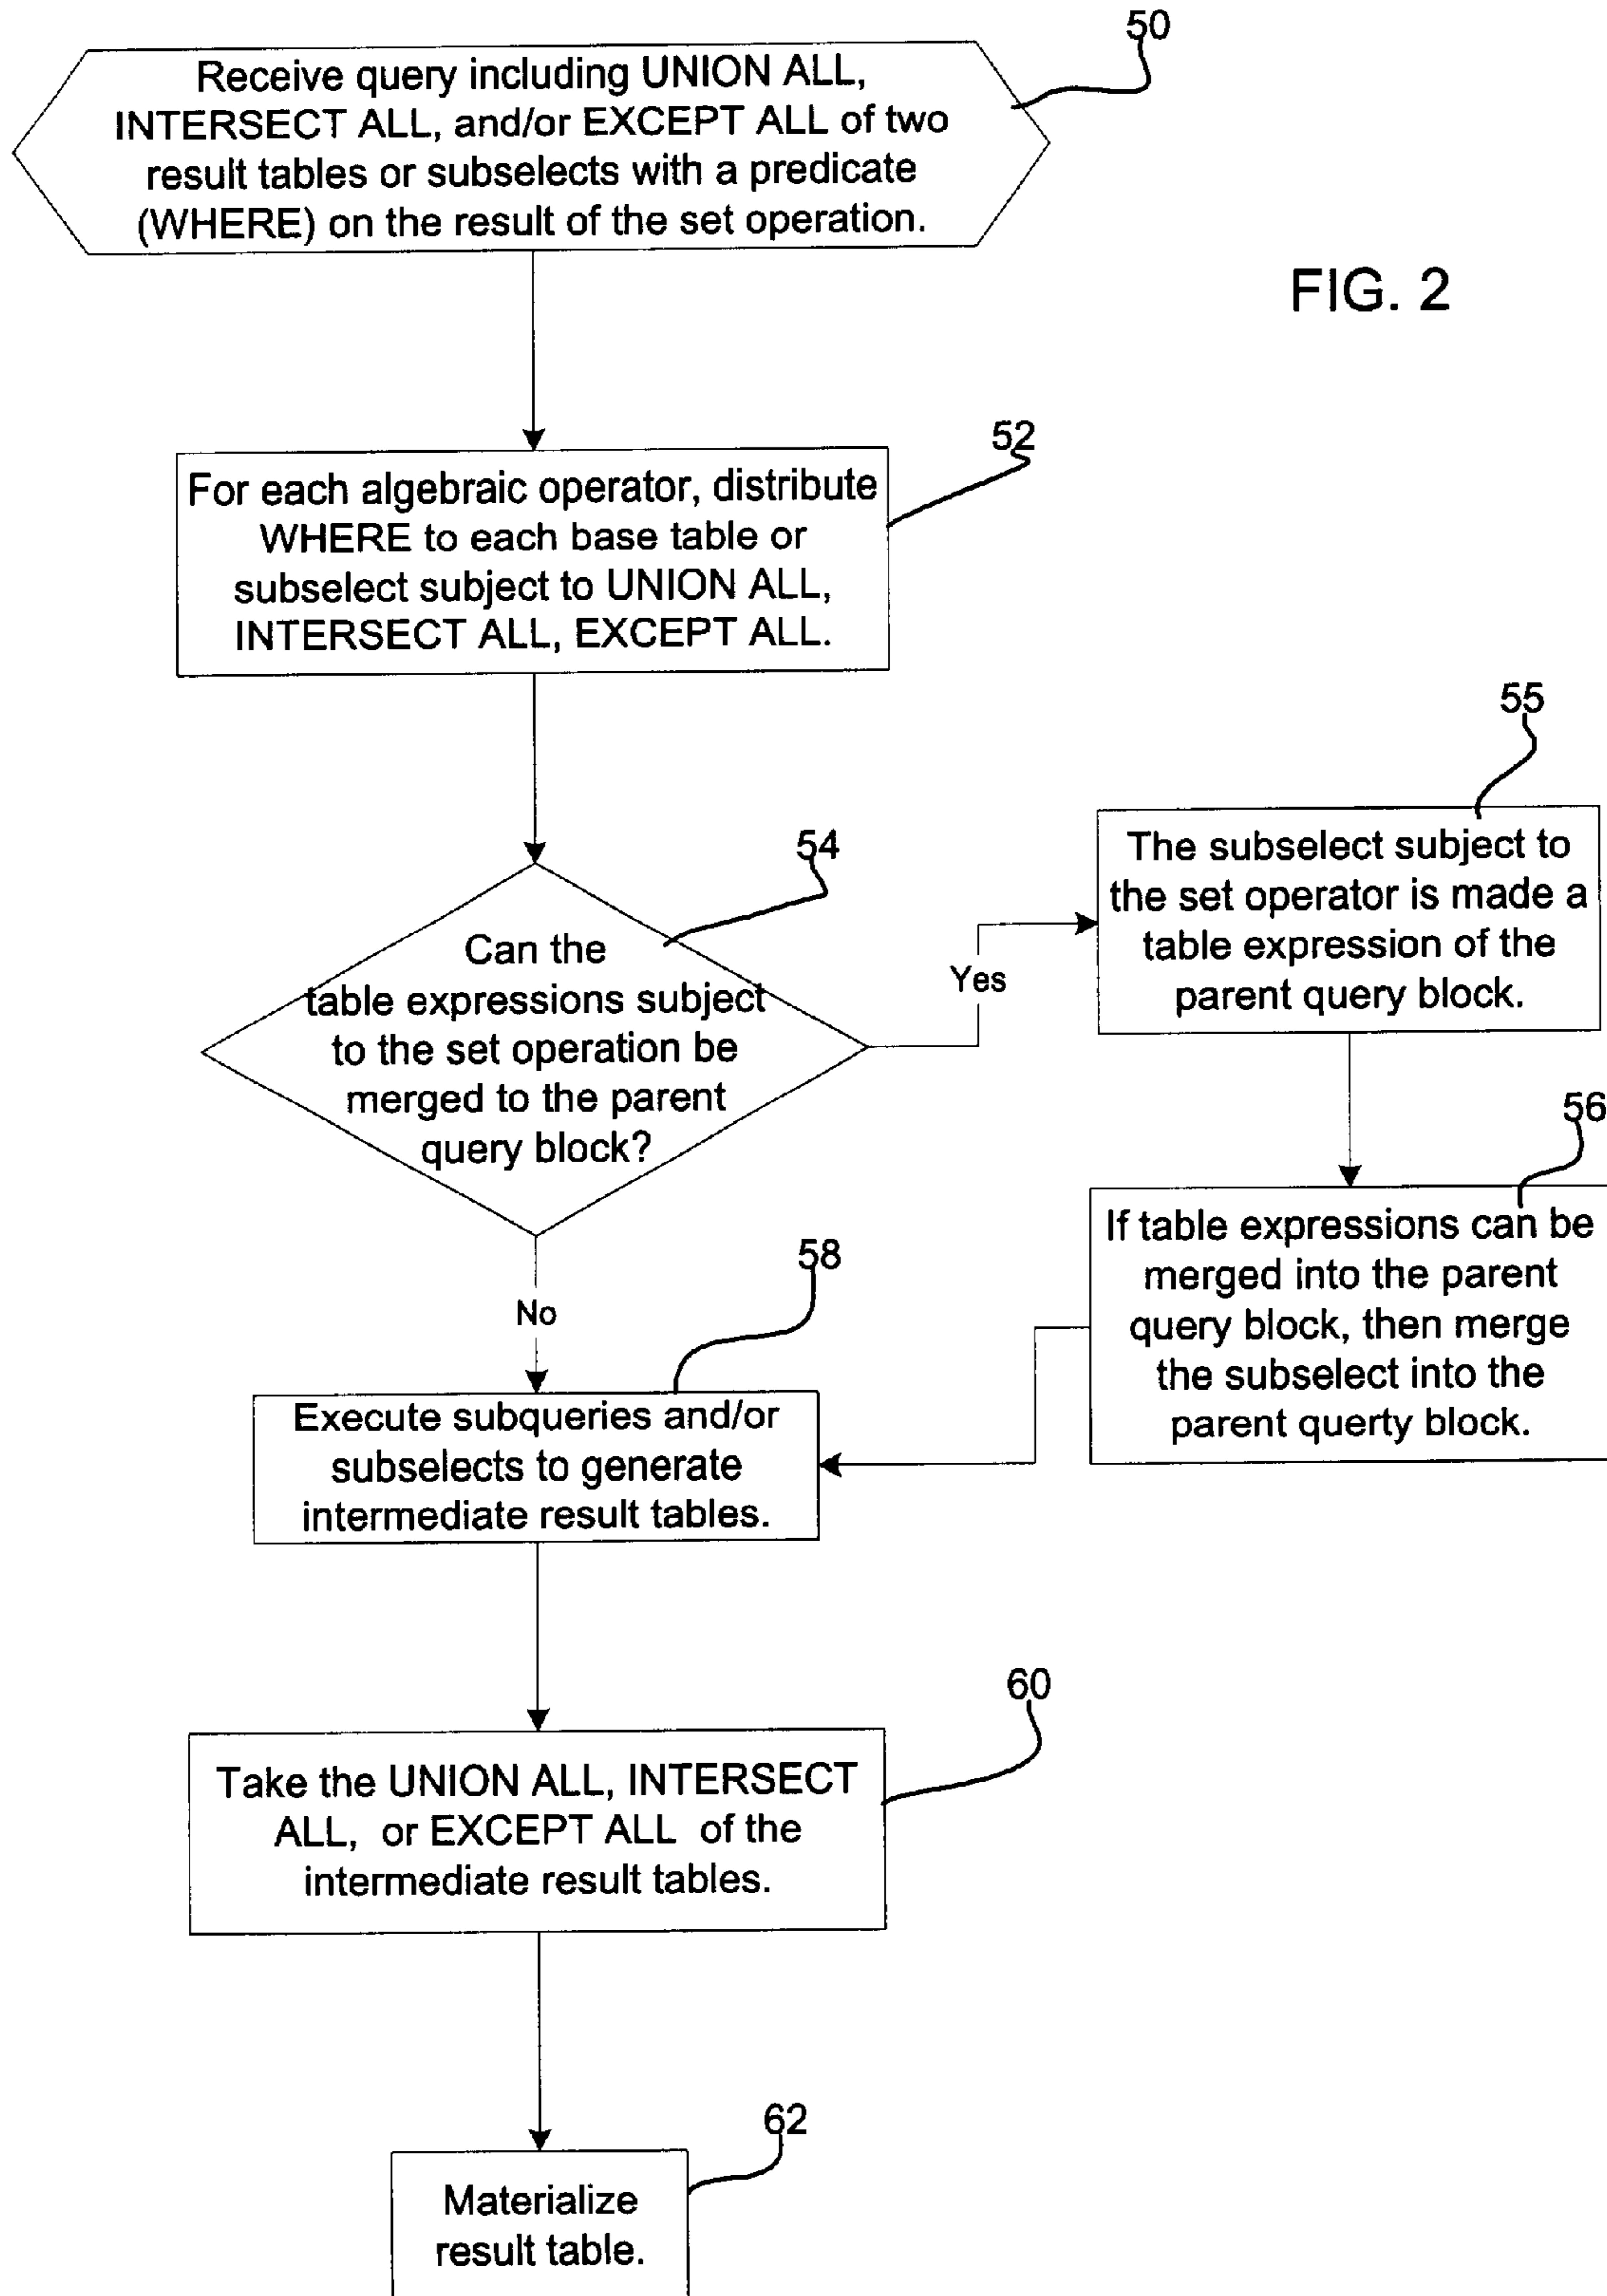 50
Receive query including UNION ALL,
INTERSECT ALL, and/or EXCEPT ALL of two
result tables or subselects with a predicate
(WHERE) on the result of the set operation.
FIG. 2
52
For each algebraic operator, distribute
WHERE to each base table or
subselect subject to UNION ALL,
INTERSECT ALL, EXCEPT ALL.
54
Can the
table expressions subject
to the set operation be
merged to the parent
query block?
Yes
55
The subselect subject to
the set operator is made a
table expression of the
parent query block.
56
If table expressions can be
merged into the parent
query block, then merge
the subselect into the
parent querty block.
No
58
Execute subqueries and/or
subselects to generate
intermediate result tables.
60
Take the UNION ALL, INTERSECT
ALL, or EXCEPT ALL of the
intermediate result tables.
62
Materialize
result table.